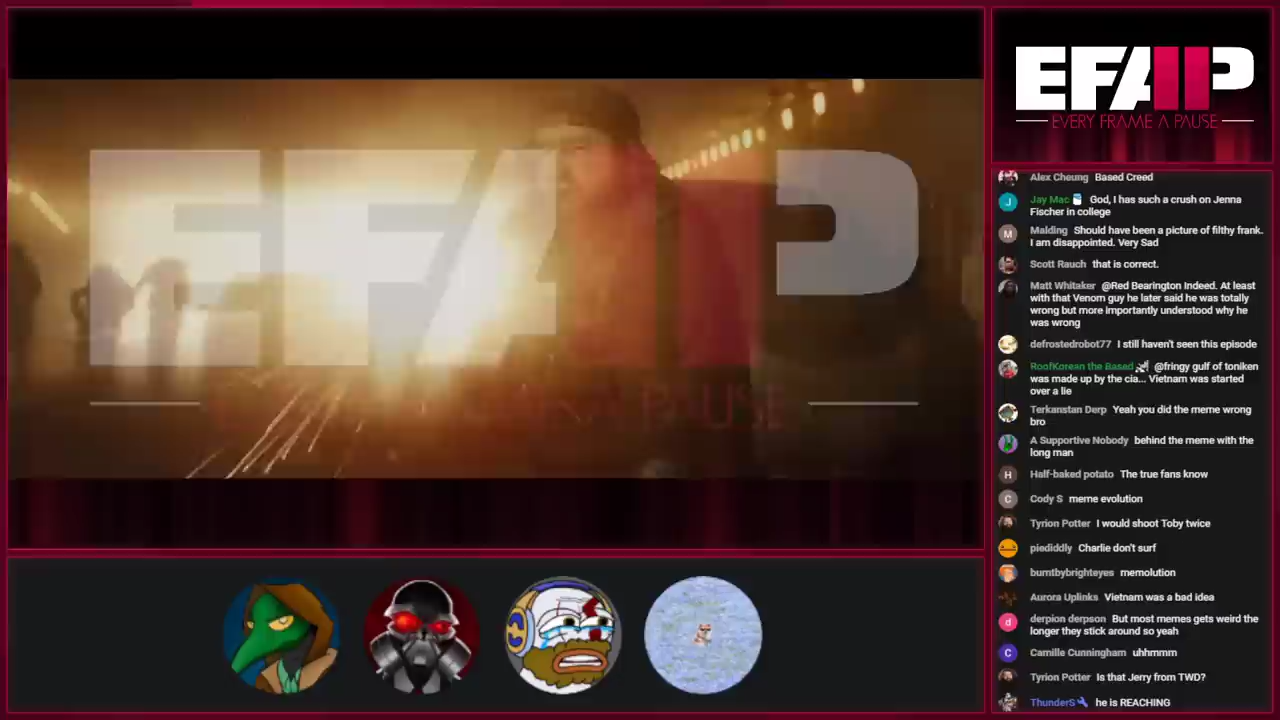 EFAP
EVERY FRAME A PAUSE
EFAP
PAUSE
Alex Cheung Based Creed
Jay Mac God, I has such a crush on Jenna
Fischer in college
Malding Should have been a picture of filthy frank.
I am disappointed. Very Sad
Scott Rauch that is correct.
Matt Whitaker @Red Bearington Indeed. At least
with that Venom guy he later said he was totally
wrong but more importantly understood why he
was wrong
defrostedrobot77 I still haven't seen this episode
RoofKorean the Based @fringy gulf of toniken
was made up by the cia... Vietnam was started
over a lie
Terkanstan Derp Yeah you did the meme wrong
bro
A Supportive Nobody behind the meme with the
long man
Half-baked potato The true fans know
Cody S meme evolution
Tyrion Potter I would shoot Toby twice
piediddly Charlie don't surf
burntbybrighteyes memolution
Aurora Uplinks Vietnam was a bad idea
derpion derpson But most memes gets weird the
longer they stick around so yeah
Camille Cunningham uhhmmm
Tyrion Potter Is that Jerry from TWD?
ThunderS he is REACHING